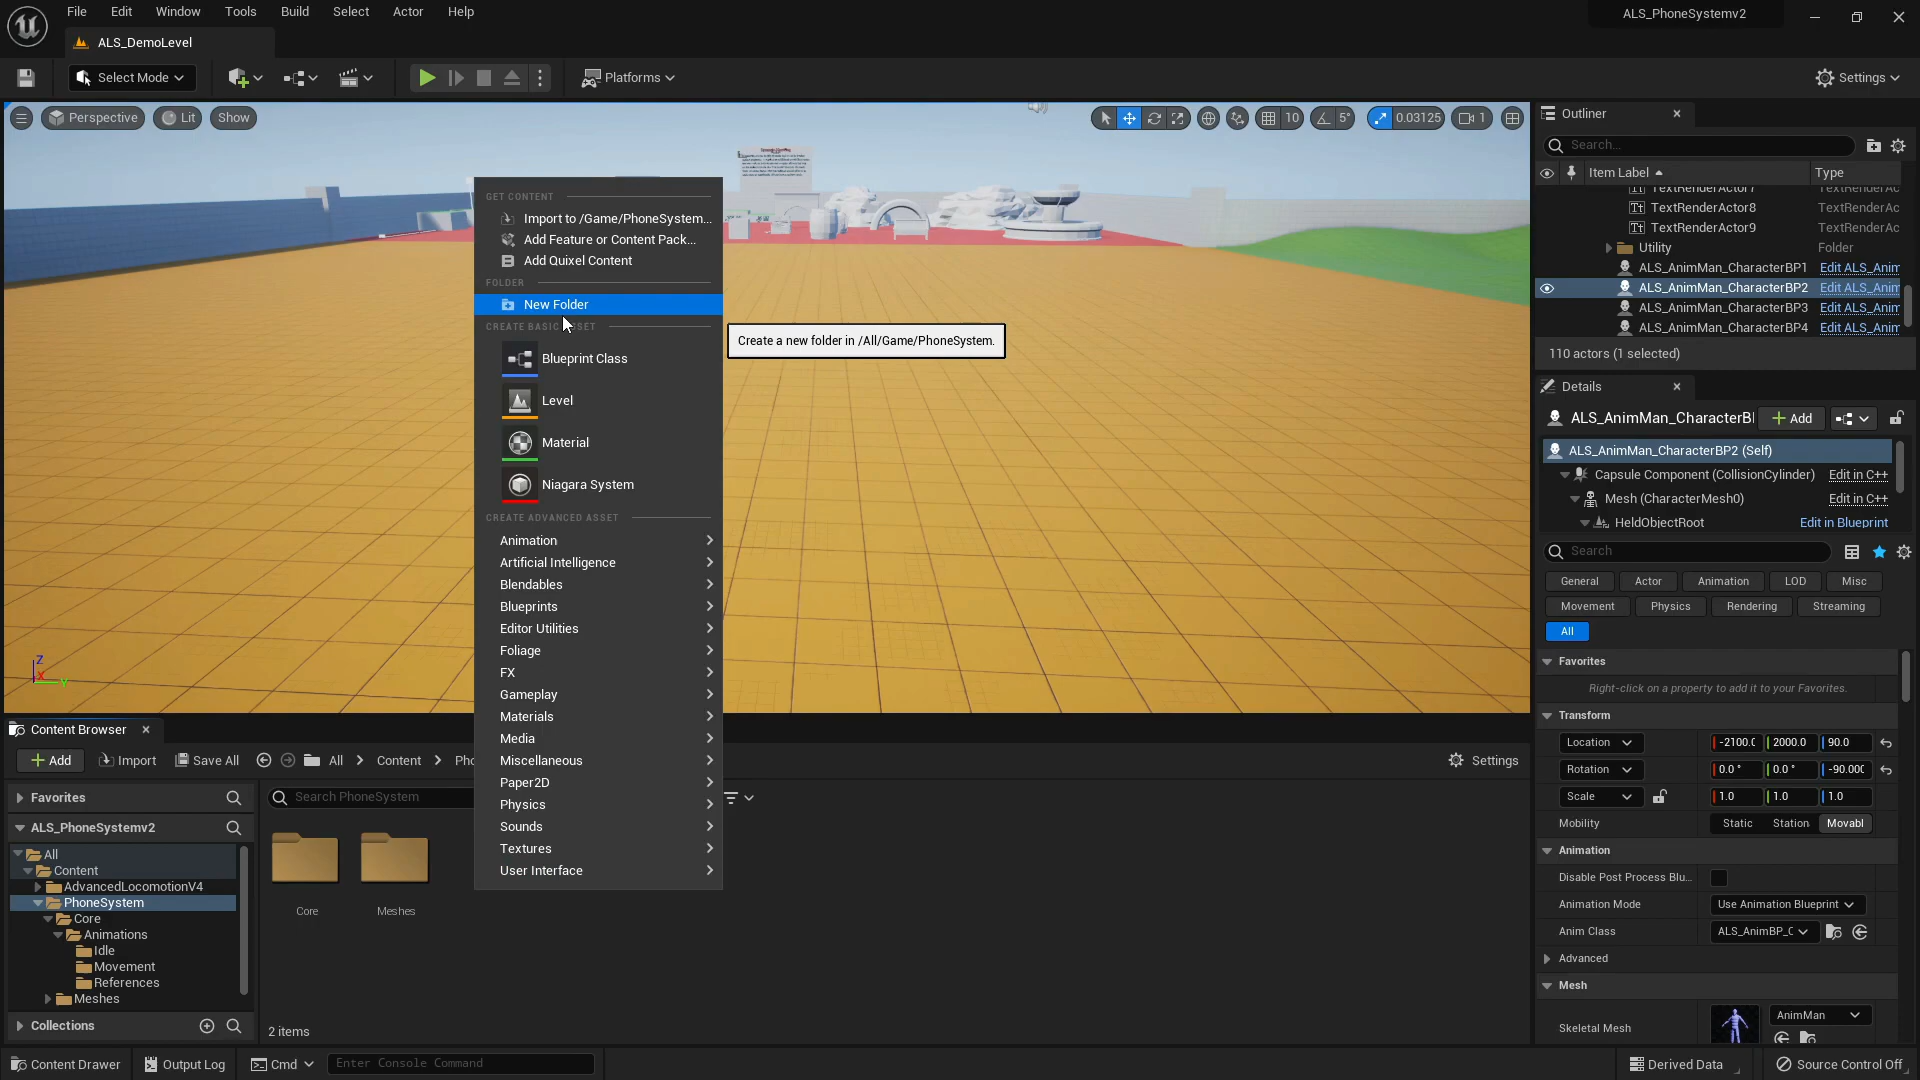 File Edit Window Tools Build Select Actor Help
ALS_PhoneSystemv2
ALS_DemoLevel
Select Mode
Platforms
Settings
Perspective Lit Show
10 5° 0.03125 1
GET CONTENT
Import to /Game/PhoneSystem...
Add Feature or Content Pack...
Add Quixel Content
FOLDER
New Folder
CREATE BASIC ASSET
Create a new folder in /All/Game/PhoneSystem.
Blueprint Class
Level
Material
Niagara System
CREATE ADVANCED ASSET
Animation
Artificial Intelligence
Blendables
Blueprints
Editor Utilities
Foliage
FX
Gameplay
Materials
Media
Miscellaneous
Paper2D
Physics
Sounds
Textures
User Interface
Z
X
Y
Outliner
Search...
Item Label Type
TextRenderActor7 TextRenderAc
TextRenderActor8 TextRenderAc
TextRenderActor9 TextRenderAc
Utility Folder
ALS_AnimMan_CharacterBP1 Edit ALS_Anim
ALS_AnimMan_CharacterBP2 Edit ALS_Anim
ALS_AnimMan_CharacterBP3 Edit ALS_Anim
ALS_AnimMan_CharacterBP4 Edit ALS_Anim
110 actors (1 selected)
Details
ALS_AnimMan_CharacterBI Add
ALS_AnimMan_CharacterBP2 (Self)
Capsule Component (CollisionCylinder) Edit in C++
Mesh (CharacterMesh0) Edit in C++
HeldObjectRoot Edit in Blueprint
Search
General Actor Animation LOD Misc
Movement Physics Rendering Streaming
All
Favorites
Right-click on a property to add it to your Favorites.
Transform
Location -2100.( 2000.0 90.0
Rotation 0.0 ° 0.0 ° -90.00(
Scale 1.0 1.0 1.0
Mobility Static Station Movabl
Animation
Disable Post Process Blu...
Animation Mode Use Animation Blueprint
Anim Class ALS_AnimBP_C
Advanced
Mesh
Skeletal Mesh AnimMan
Content Browser
Add Import Save All All Content Pho
Settings
Favorites
Search PhoneSystem
ALS_PhoneSystemv2
All
Content
AdvancedLocomotionV4
PhoneSystem
Core
Animations
Idle
Movement
References
Meshes
Core Meshes
Collections
2 items
Content Drawer Output Log Cmd Enter Console Command
Derived Data Source Control Off